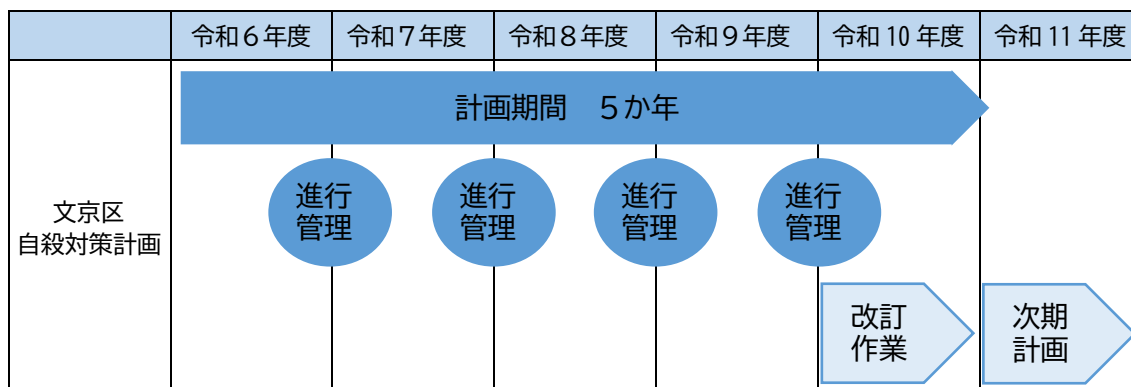 令和６年度 令和７年度 令和８年度 令和９年度 令和 10 年度 令和 11 年度
計画期間　５か年
文京区
自殺対策計画
進行
管理
進行
管理
進行
管理
進行
管理
改訂
作業
次期
計画